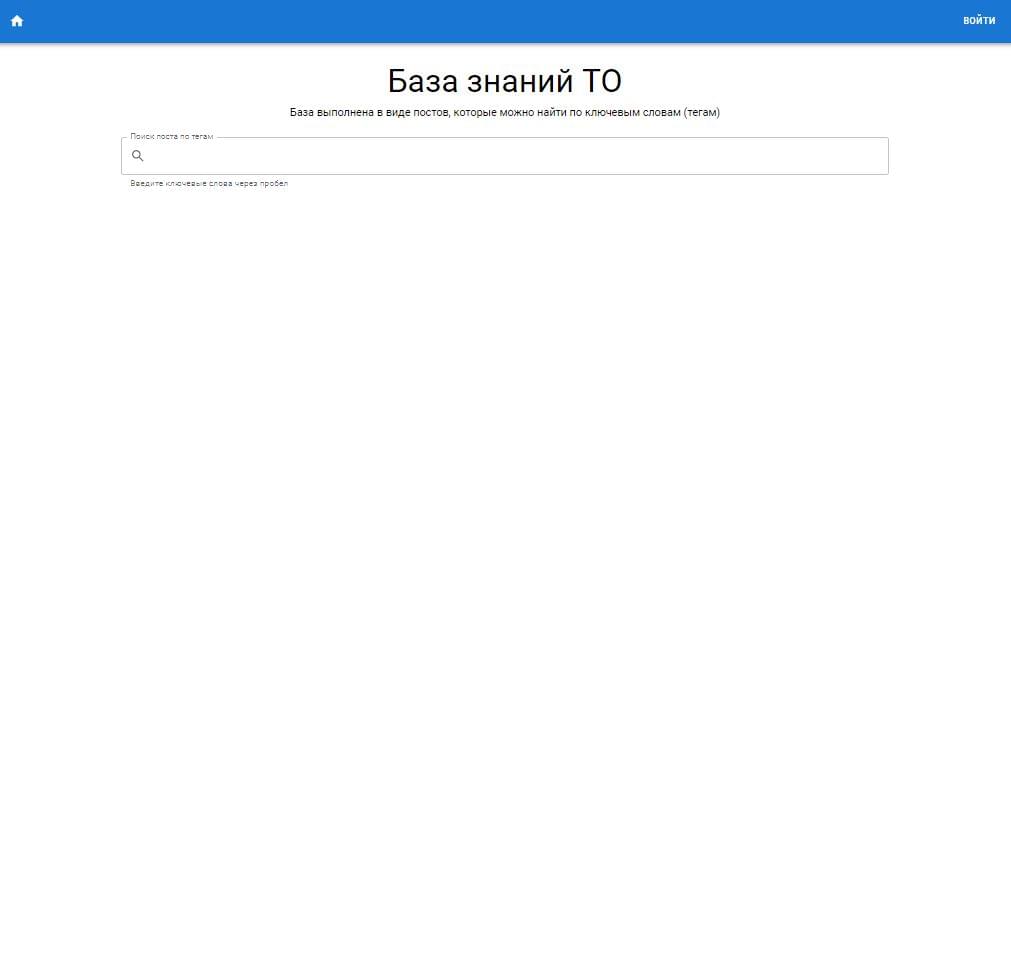 ВОЙТИ
База знаний ТО
База выполнена в виде постов, которые можно найти по ключевым словам (тегам)
Поиск поста по тегам
Введите ключевые слова через пробел